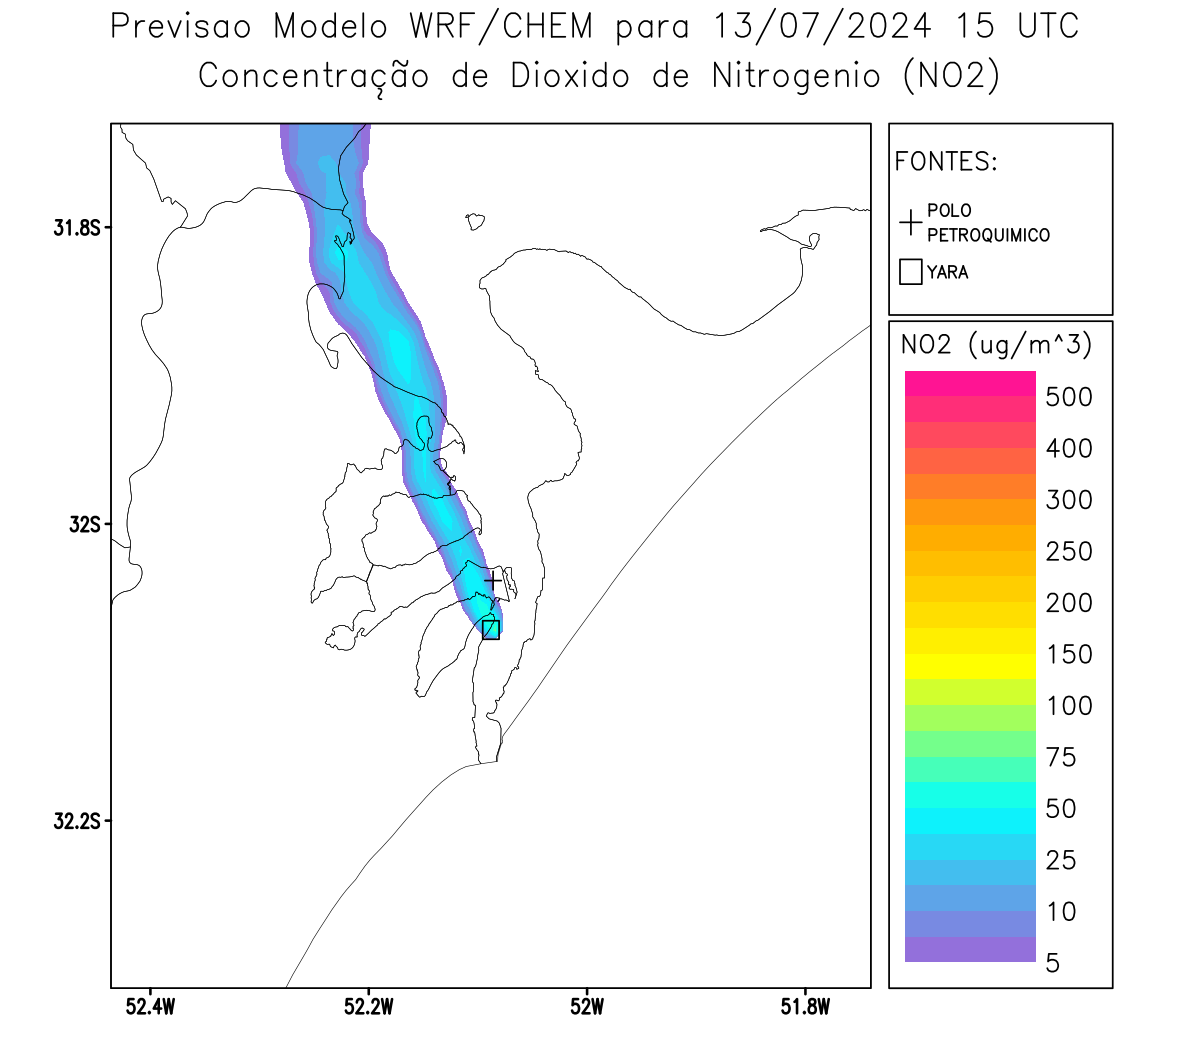 Previsao Modelo WRF/CHEM para 13/07/2024 15 UTC
Concentração de Dioxido de Nitrogenio (NO2)
FONTES:
POLO
PETROQUIMICO
YARA
NO2 (ug/m^3)
500
400
300
250
200
150
100
75
50
25
10
5
31.8S
32S
32.2S
52.4W
52.2W
52W
51.8W